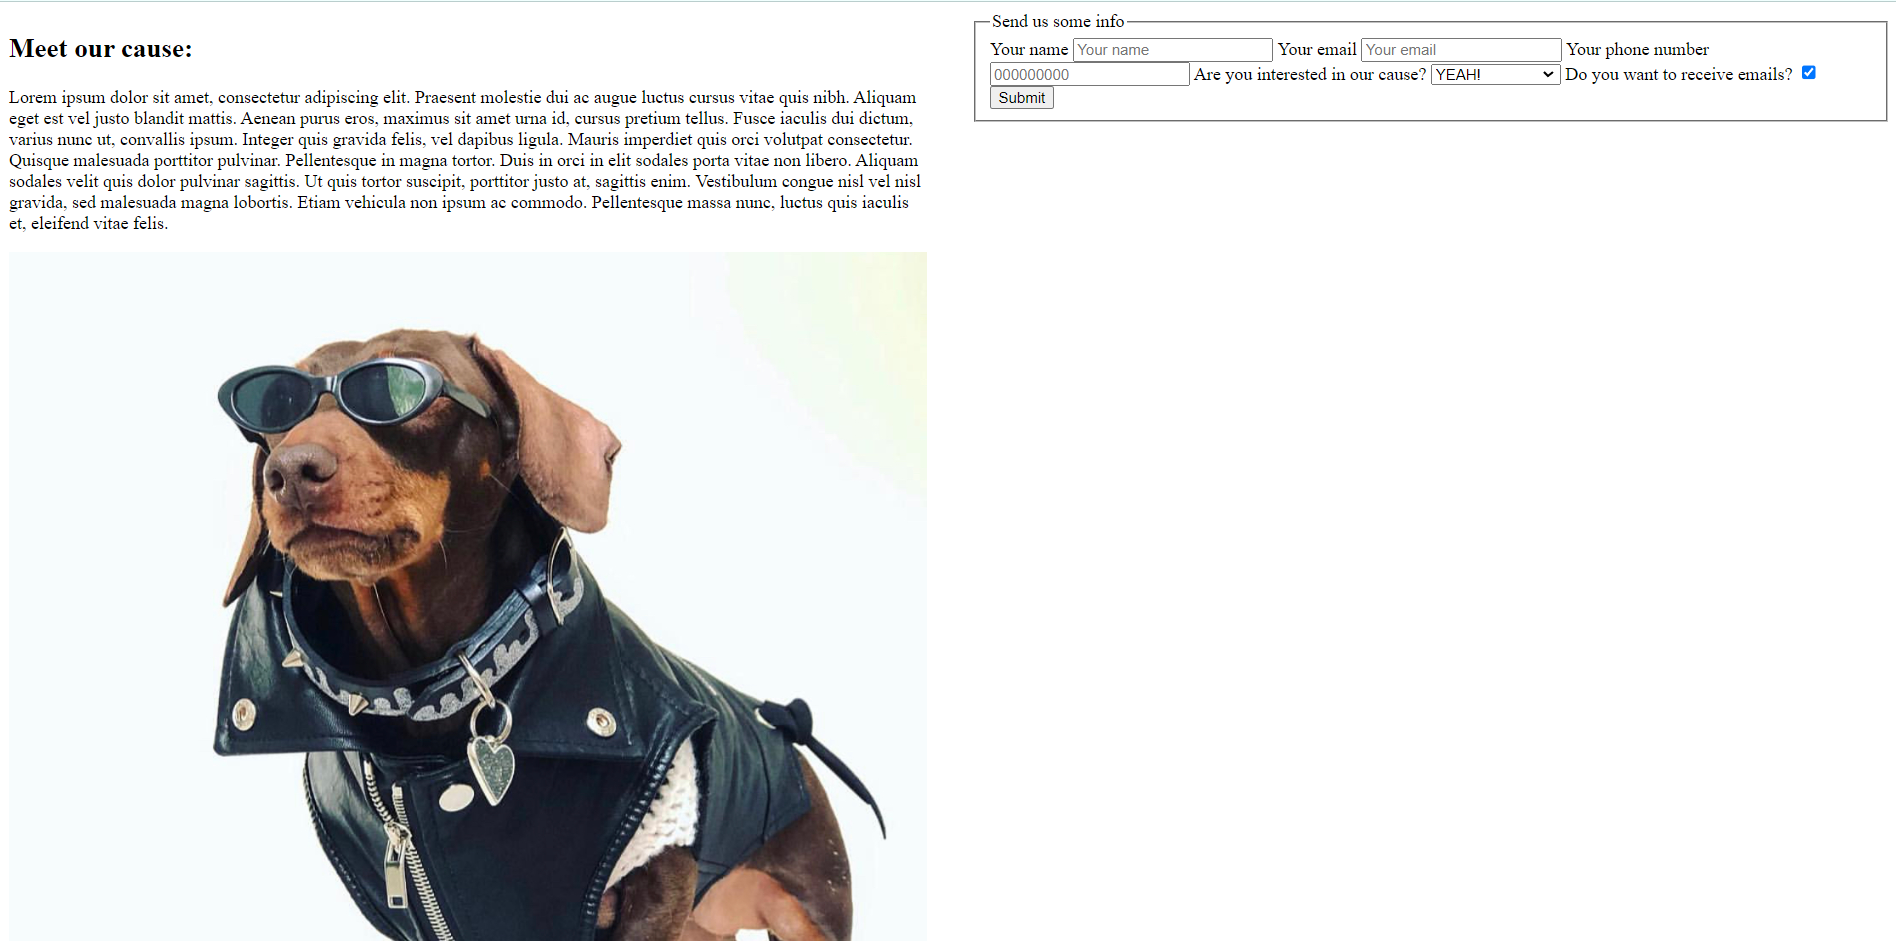 Meet our cause:
Lorem ipsum dolor sit amet, consectetur adipiscing elit. Praesent molestie dui ac augue luctus cursus vitae quis nibh. Aliquam
eget est vel justo blandit mattis. Aenean purus eros, maximus sit amet urna id, cursus pretium tellus. Fusce iaculis dui dictum,
varius nunc ut, convallis ipsum. Integer quis gravida felis, vel dapibus ligula. Mauris imperdiet quis orci volutpat consectetur.
Quisque malesuada porttitor pulvinar. Pellentesque in magna tortor. Duis in orci in elit sodales porta vitae non libero. Aliquam
sodales velit quis dolor pulvinar sagittis. Ut quis tortor suscipit, porttitor justo at, sagittis enim. Vestibulum congue nisl vel nisl
gravida, sed malesuada magna lobortis. Etiam vehicula non ipsum ac commodo. Pellentesque massa nunc, luctus quis iaculis
et, eleifend vitae felis.
Send us some info
Your name Your name Your email Your email Your phone number
000000000 Are you interested in our cause? YEAH! Do you want to receive emails?
Submit